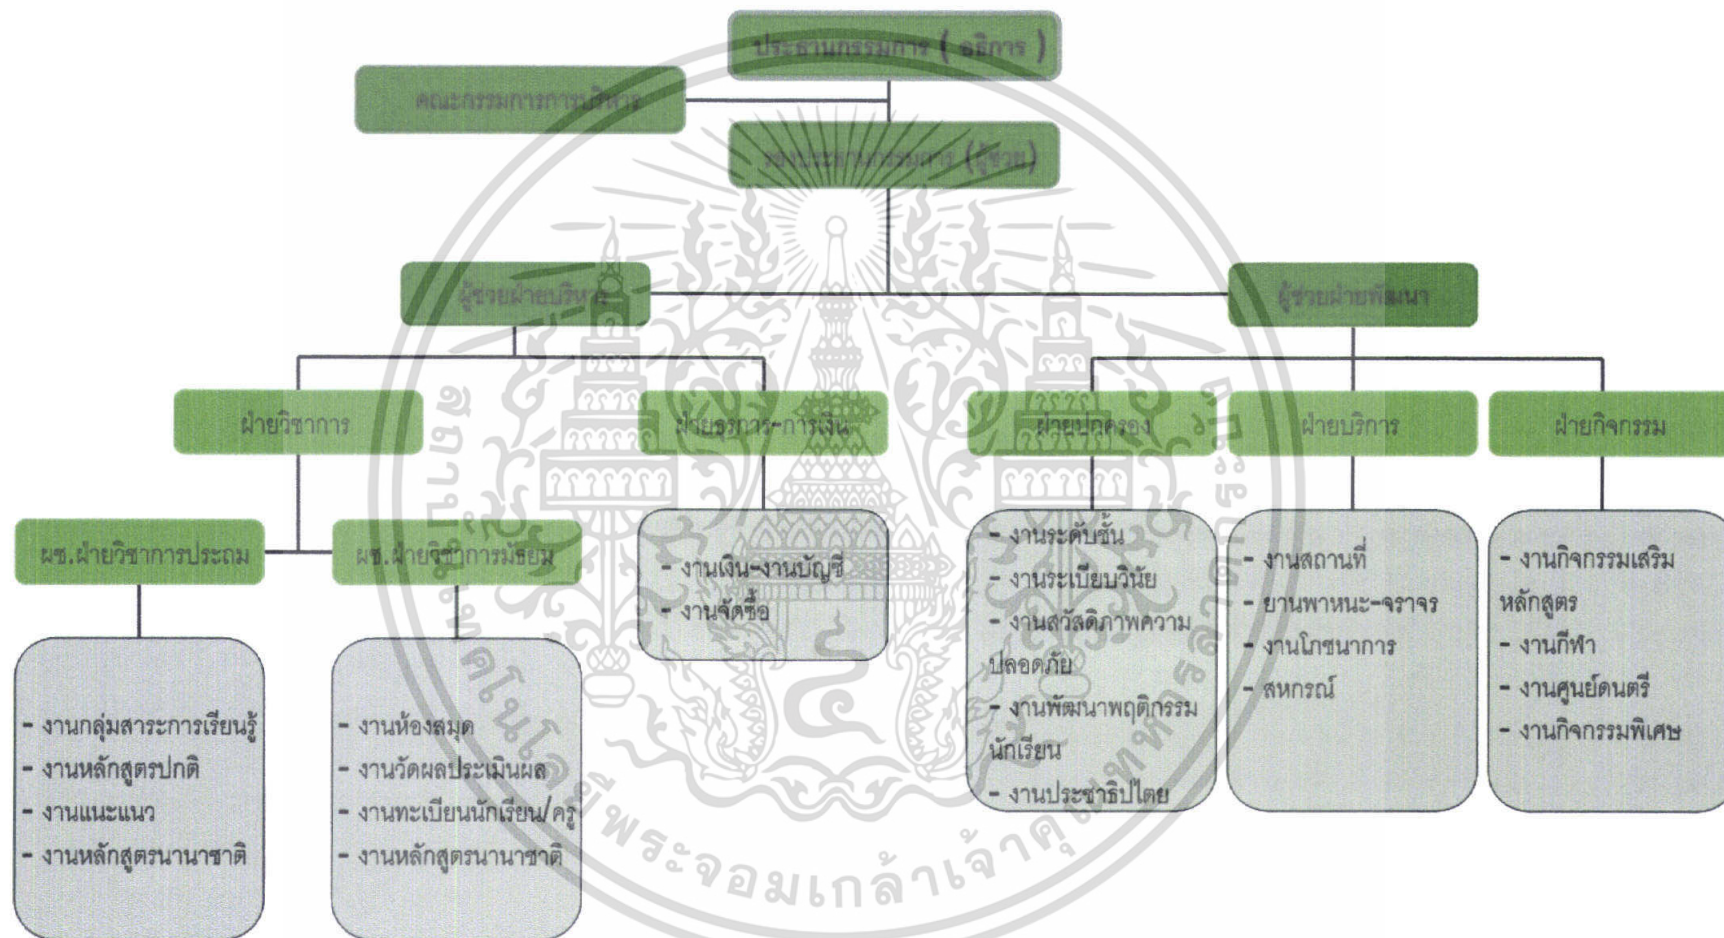 ประธานกรรมการ ( อธิการ )
คณะกรรมการการบริหาร
รองประธานกรรมการ (ผู้ช่วย)
ผู้ช่วยฝ่ายบริหาร
ผู้ช่วยฝ่ายพัฒนา
ฝ่ายวิชาการ
ฝ่ายธุรการ-การเงิน
ฝ่ายปกครอง
ฝ่ายบริการ
ฝ่ายกิจกรรม
ผช.ฝ่ายวิชาการประถม
ผช.ฝ่ายวิชาการมัธยม
- งานกลุ่มสาระการเรียนรู้
- งานหลักสูตรปกติ
- งานแนะแนว
- งานหลักสูตรนานาชาติ
- งานห้องสมุด
- งานวัดผลประเมินผล
- งานทะเบียนนักเรียน/ครู
- งานหลักสูตรนานาชาติ
- งานเงิน-งานบัญชี
- งานจัดซื้อ
- งานระดับชั้น
- งานระเบียบวินัย
- งานสวัสดิภาพความ
ปลอดภัย
- งานพัฒนาพฤติกรรม
นักเรียน
- งานประชาธิปไตย
- งานสถานที่
- ยานพาหนะ-จราจร
- งานโภชนาการ
- สหกรณ์
- งานกิจกรรมเสริม
หลักสูตร
- งานกีฬา
- งานศูนย์ดนตรี
- งานกิจกรรมพิเศษ
สถาบันเทคโนโลยีพระจอมเกล้าเจ้าคุณทหารลาดกระบัง